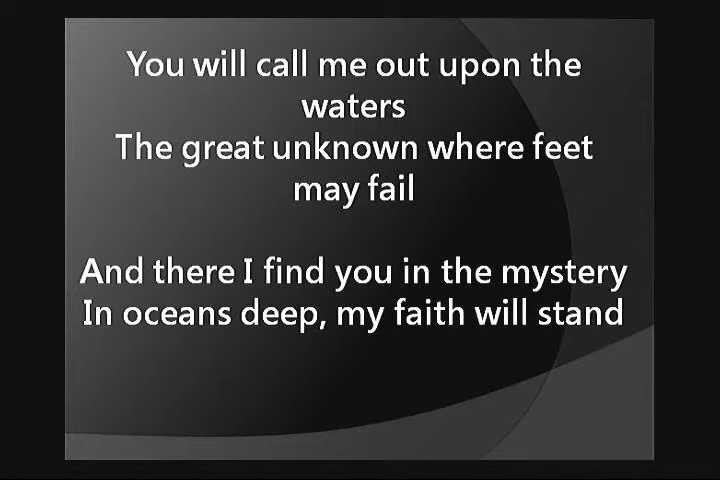 You will call me out upon the
waters
The great unknown where feet
may fail
And there I find you in the mystery
In oceans deep, my faith will stand